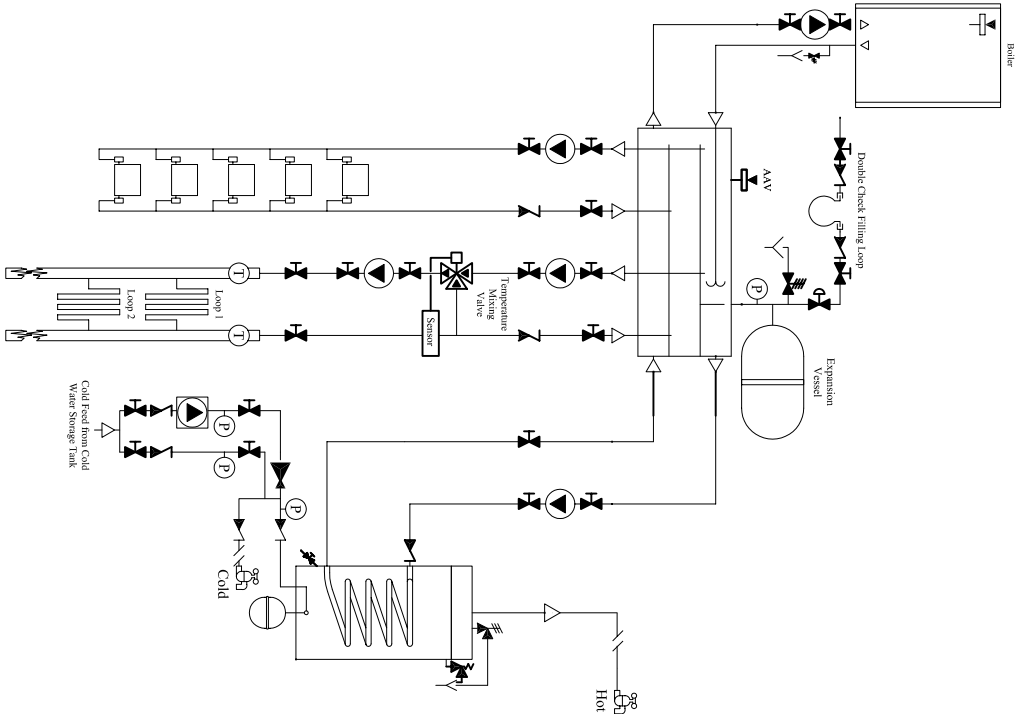 Boiler
Double Check Filling Loop
AAV
P
Expansion
Vessel
Temperature
Mixing
Valve
Sensor
T
T
Loop 1
Loop 2
Cold Feed from Cold
Water Storage Tank
P
P
P
Cold
Hot